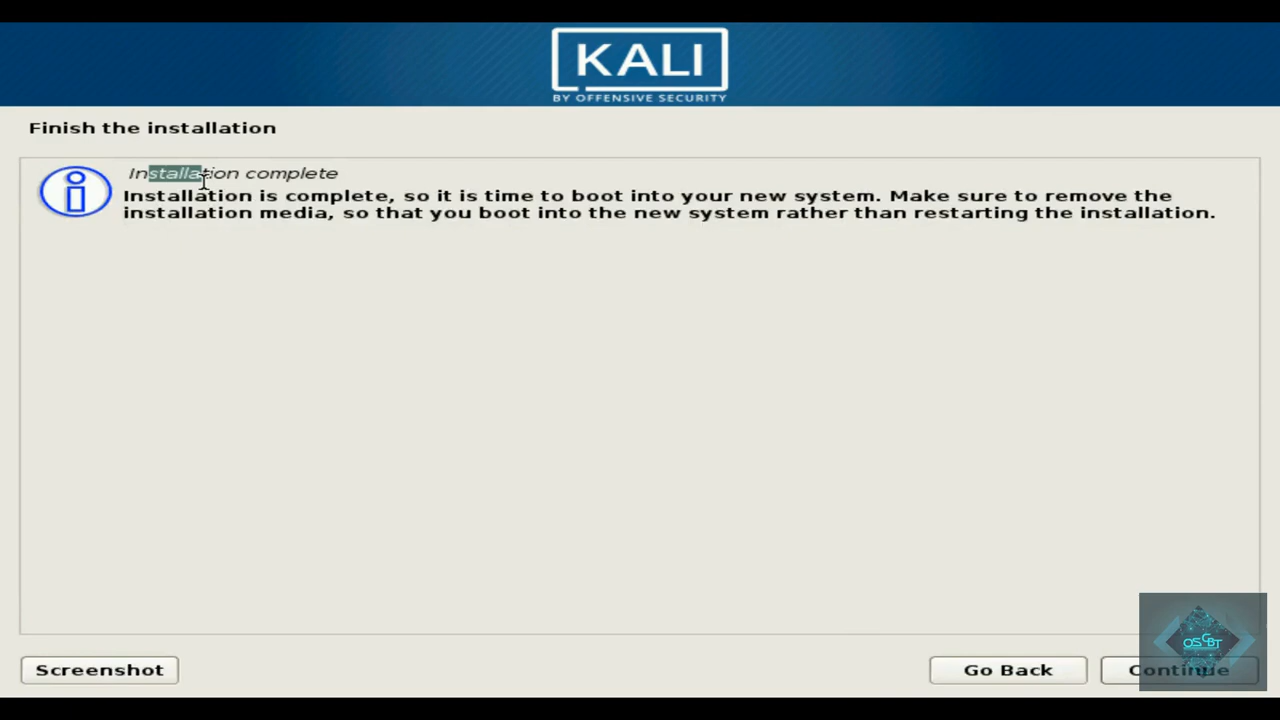 KALI
BY OFFENSIVE SECURITY
Finish the installation
Installation complete
Installation is complete, so it is time to boot into your new system. Make sure to remove the
installation media, so that you boot into the new system rather than restarting the installation.
OSCBT
Screenshot
Go Back
Continue